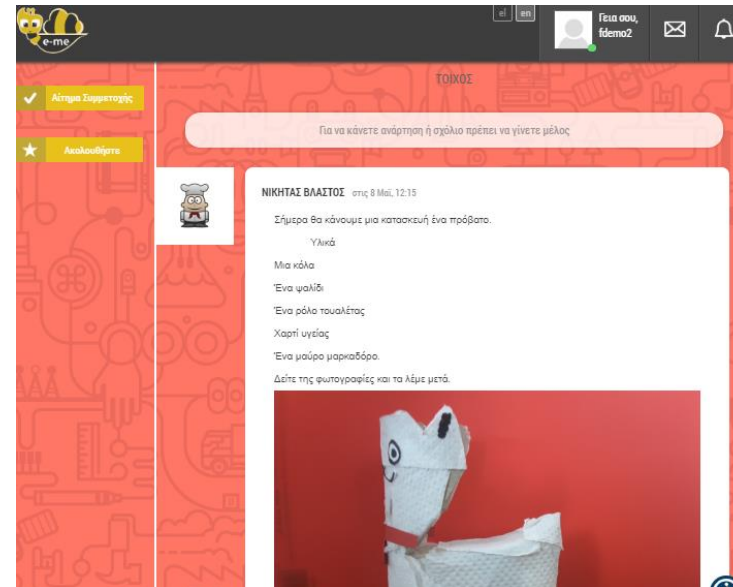 e-me
el en
Γεια σου,
fdemo2
ΤΟΙΧΟΣ
Αίτημα Συμμετοχής
Για να κάνετε ανάρτηση ή σχόλιο πρέπει να γίνετε μέλος
Ακολουθήστε
ΝΙΚΗΤΑΣ ΒΛΑΣΤΟΣ στις 8 Μαϊ, 12:15
Σήμερα θα κάνουμε μια κατασκευή ένα πρόβατο.
Υλικά
Μια κόλα
Ένα ψαλίδι
Ένα ρόλο τουαλέτας
Χαρτί υγείας
Ένα μαύρο μαρκαδόρο.
Δείτε της φωτογραφίες και τα λέμε μετά.